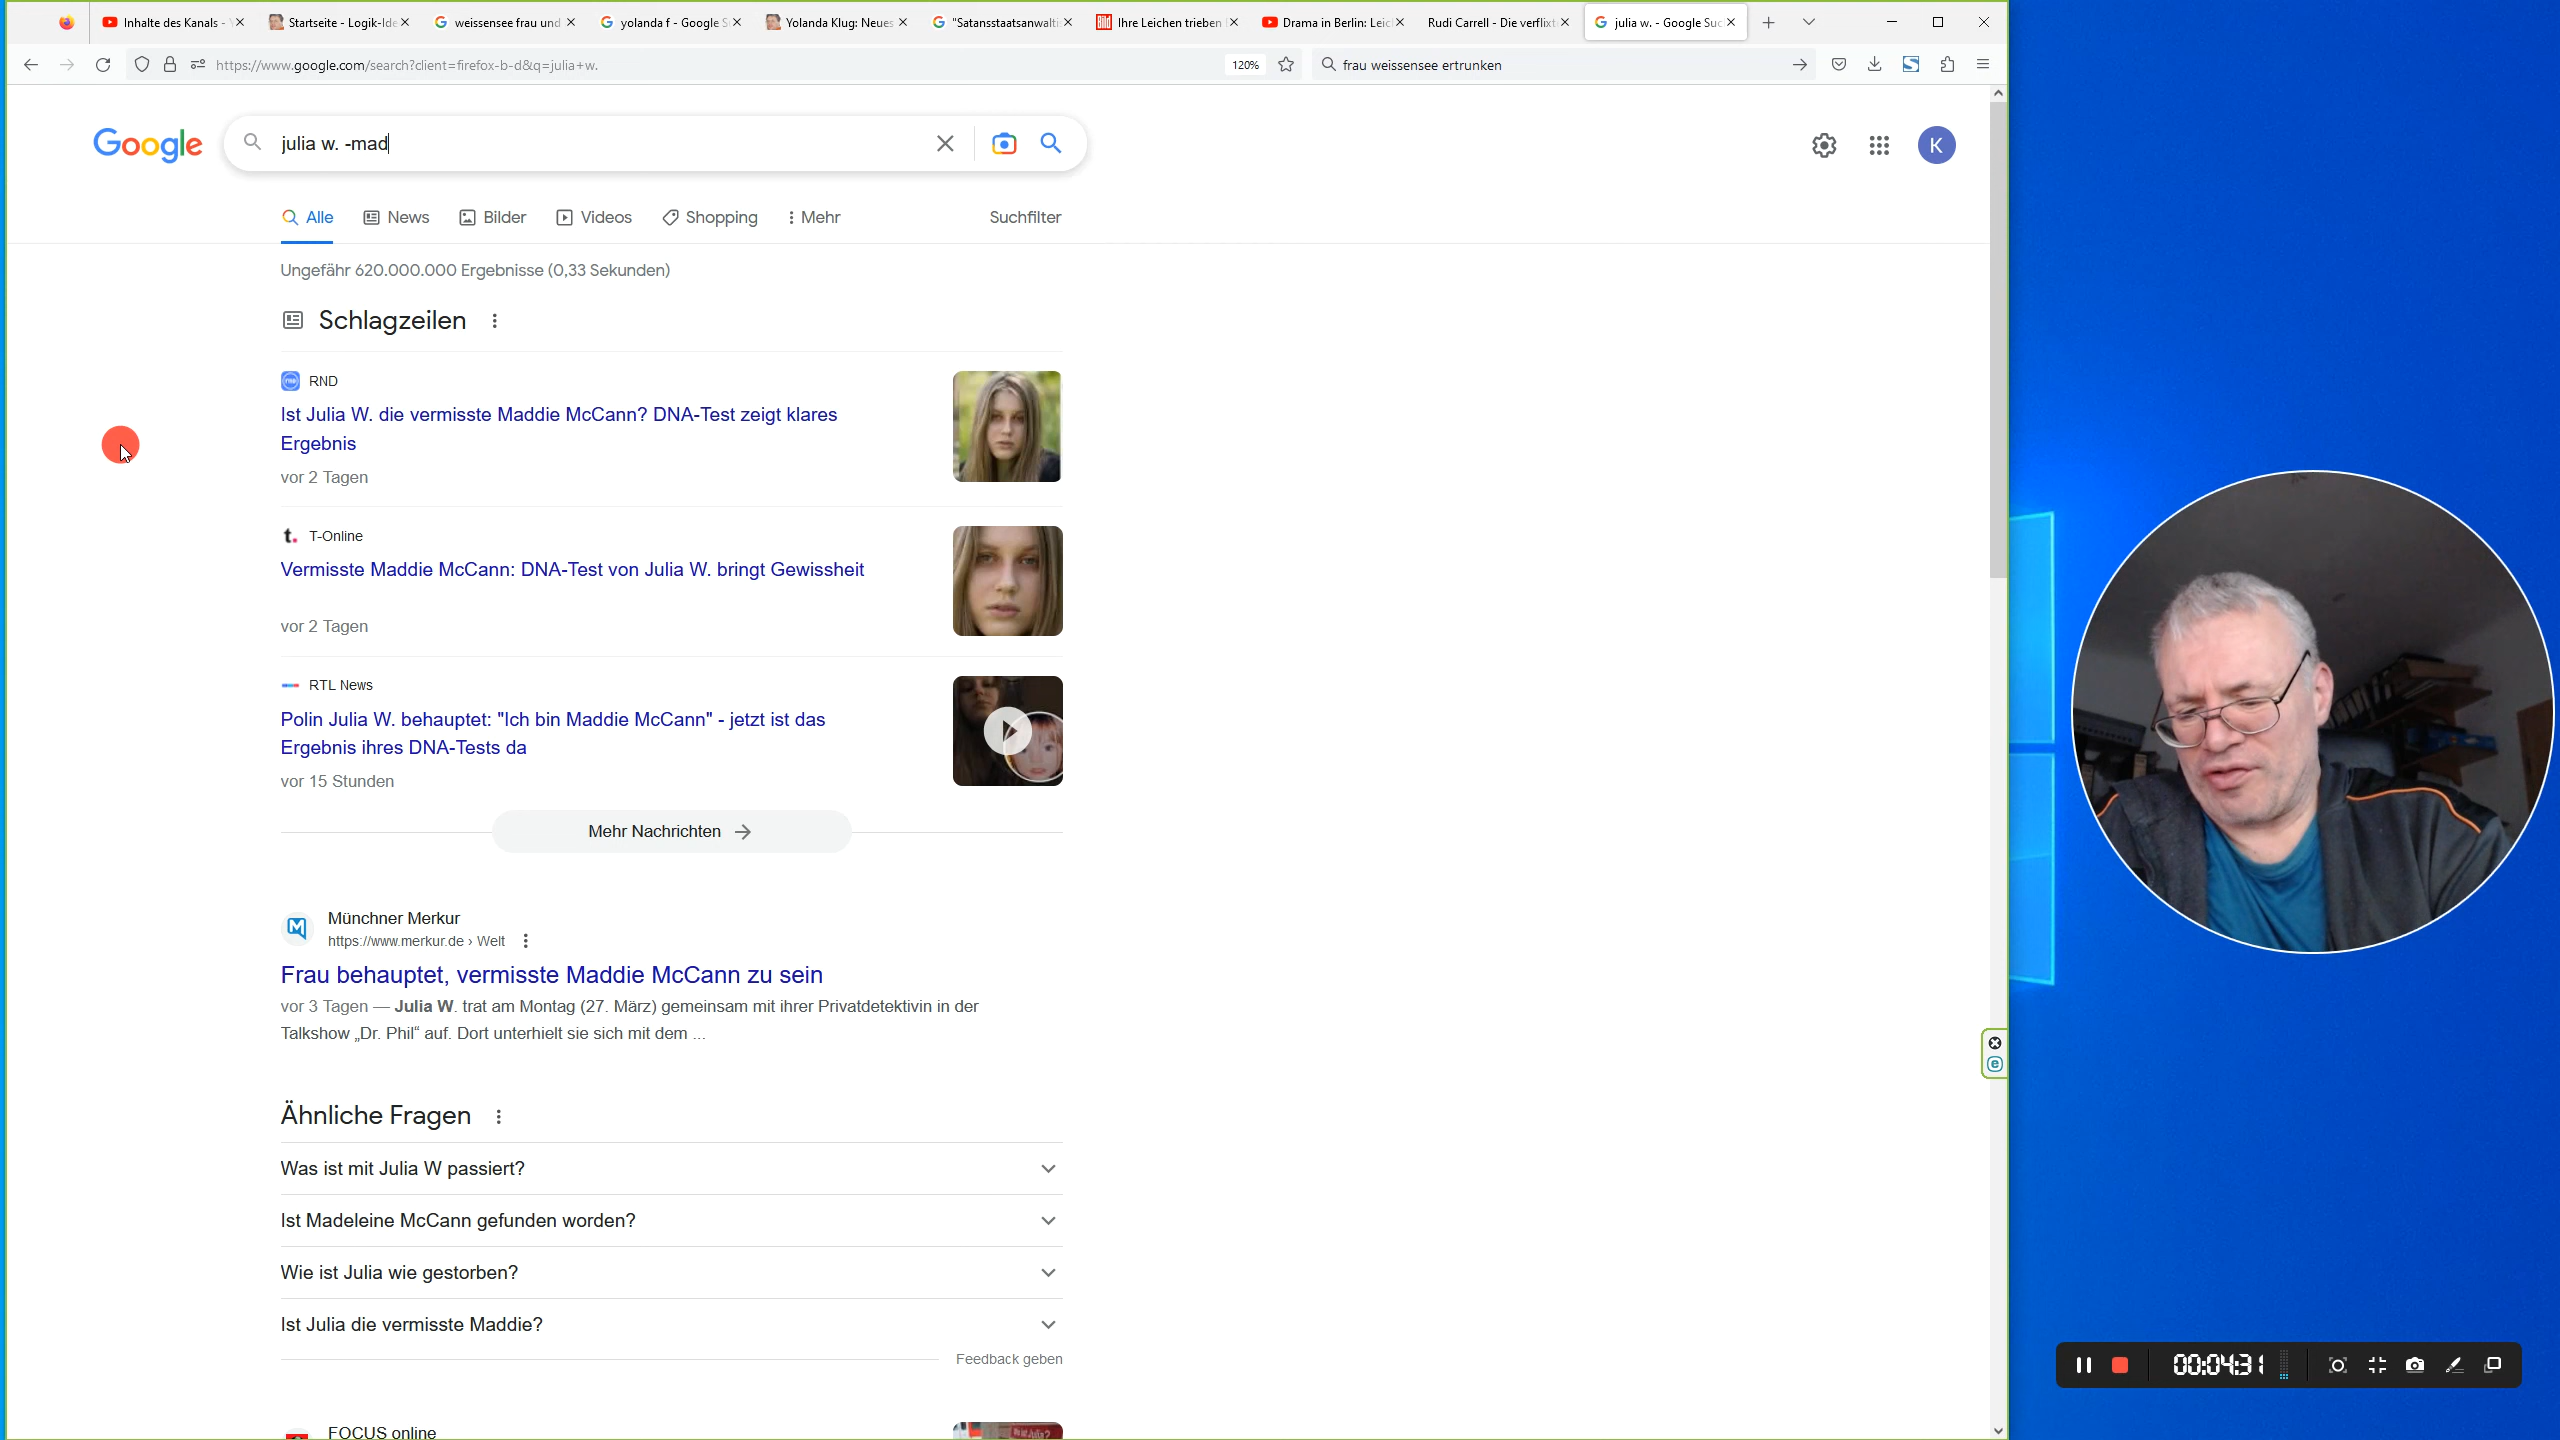 Inhalte des Kanals -
Startseite - Logik-Ide
weissensee frau und
yolanda f - Google S
Yolanda Klug: Neues
"Satansstaatsanwalti
Ihre Leichen trieben
Drama in Berlin: Leic
Rudi Carrell - Die verflixt
julia w. - Google Suc
https://www.google.com/search?client=firefox-b-d&q=julia+w.
120%
frau weissensee ertrunken
Google
julia w. -mad
K
Alle
News
Bilder
Videos
Shopping
Mehr
Suchfilter
Ungefähr 620.000.000 Ergebnisse (0,33 Sekunden)
Schlagzeilen
RND
Ist Julia W. die vermisste Maddie McCann? DNA-Test zeigt klares
Ergebnis
vor 2 Tagen
t. T-Online
Vermisste Maddie McCann: DNA-Test von Julia W. bringt Gewissheit
vor 2 Tagen
RTL News
Polin Julia W. behauptet: "Ich bin Maddie McCann" - jetzt ist das
Ergebnis ihres DNA-Tests da
vor 15 Stunden
Mehr Nachrichten
Münchner Merkur
https://www.merkur.de › Welt
Frau behauptet, vermisste Maddie McCann zu sein
vor 3 Tagen — Julia W. trat am Montag (27. März) gemeinsam mit ihrer Privatdetektivin in der
Talkshow „Dr. Phil“ auf. Dort unterhielt sie sich mit dem ...
Ähnliche Fragen
Was ist mit Julia W passiert?
Ist Madeleine McCann gefunden worden?
Wie ist Julia wie gestorben?
Ist Julia die vermisste Maddie?
Feedback geben
FOCUS online
00:04:31